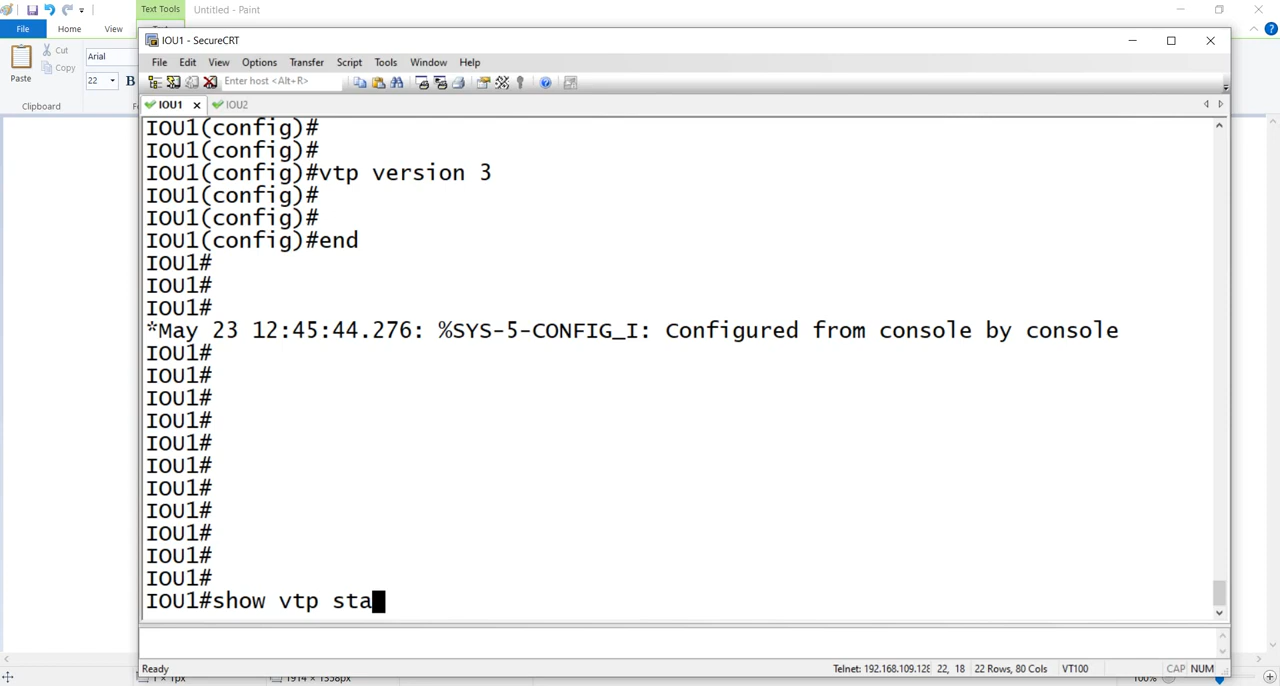 Text Tools
Untitled - Paint
File
Home
View
Paste
Cut
Copy
Clipboard
Arial
22
B
IOU1 - SecureCRT
File Edit View Options Transfer Script Tools Window Help
Enter host <Alt+R>
IOU1
IOU2
IOU1(config)#
IOU1(config)#
IOU1(config)#vtp version 3
IOU1(config)#
IOU1(config)#
IOU1(config)#end
IOU1#
IOU1#
IOU1#
*May 23 12:45:44.276: %SYS-5-CONFIG_I: Configured from console by console
IOU1#
IOU1#
IOU1#
IOU1#
IOU1#
IOU1#
IOU1#
IOU1#
IOU1#
IOU1#
IOU1#
IOU1#show vtp sta
Ready
Telnet: 192.168.109.128 22, 18 22 Rows, 80 Cols VT100 CAP NUM
100%